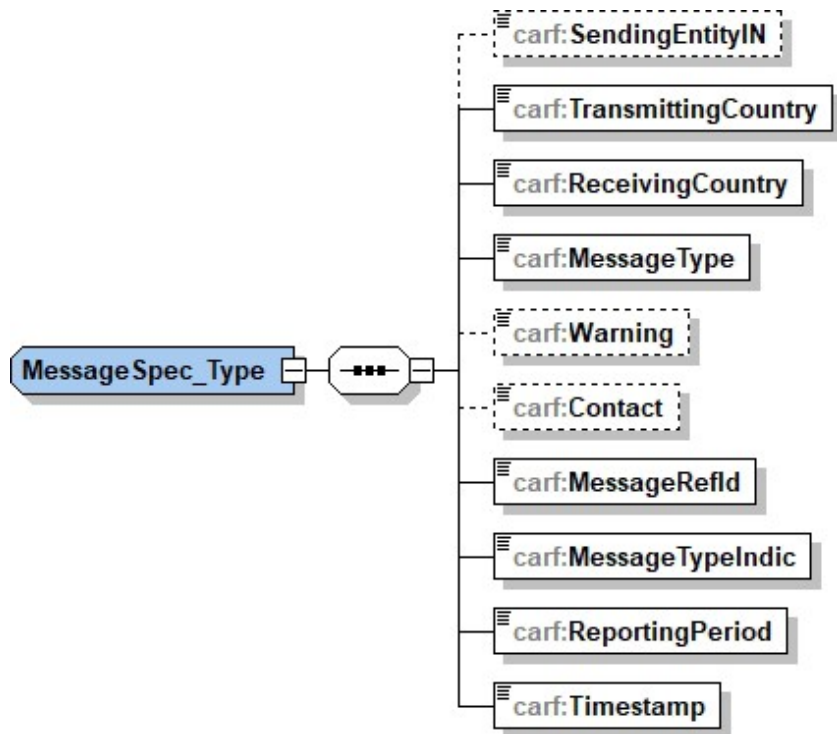 carf:SendingEntityIN
carf:TransmittingCountry
carf:ReceivingCountry
carf:MessageType
carf:Warning
MessageSpec_Type
carf:Contact
carf:MessageRefId
carf:MessageTypeIndic
carf:ReportingPeriod
carf:Timestamp